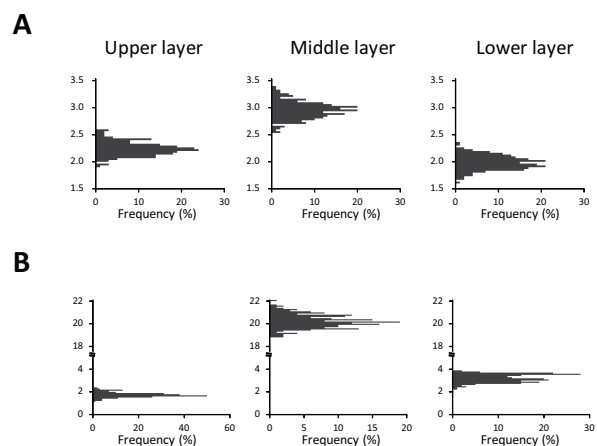 A
Upper layer Middle layer Lower layer
3.5 3.5 3.5
3.0 3.0 3.0
2.5 2.5 2.5
2.0 2.0 2.0
1.5 1.5 1.5
0 10 20 30 0 10 20 30 0 10 20 30
Frequency (%) Frequency (%) Frequency (%)
B
22 22 22
20 20 20
18 18 18
4 4 4
2 2 2
0 0 0
0 20 40 60 0 5 10 15 20 0 10 20 30
Frequency (%) Frequency (%) Frequency (%)